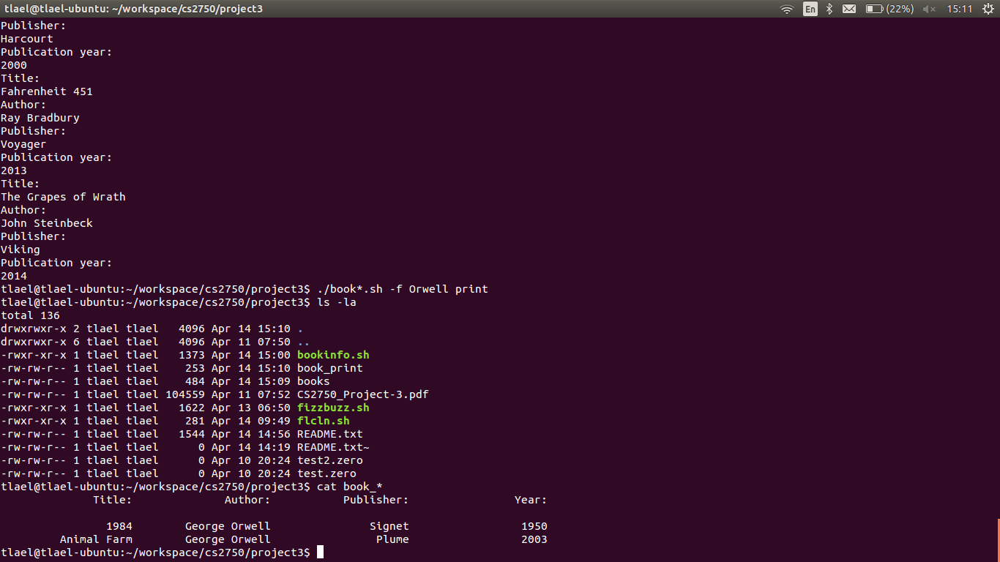 tlael@tlael-ubuntu: ~/workspace/cs2750/project3 En (22%) 15:11
Publisher:
Harcourt
Publication year:
2000
Title:
Fahrenheit 451
Author:
Ray Bradbury
Publisher:
Voyager
Publication year:
2013
Title:
The Grapes of Wrath
Author:
John Steinbeck
Publisher:
Viking
Publication year:
2014
tlael@tlael-ubuntu:~/workspace/cs2750/project3$ ./book*.sh -f Orwell print
tlael@tlael-ubuntu:~/workspace/cs2750/project3$ ls -la
total 136
drwxrwxr-x 2 tlael tlael   4096 Apr 14 15:10 .
drwxrwxr-x 6 tlael tlael   4096 Apr 11 07:50 ..
-rwxr-xr-x 1 tlael tlael   1373 Apr 14 15:00 bookinfo.sh
-rw-rw-r-- 1 tlael tlael    253 Apr 14 15:10 book_print
-rw-rw-r-- 1 tlael tlael    484 Apr 14 15:09 books
-rw-rw-r-- 1 tlael tlael 104559 Apr 11 07:52 CS2750_Project-3.pdf
-rwxr-xr-x 1 tlael tlael   1622 Apr 13 06:50 fizzbuzz.sh
-rwxr-xr-x 1 tlael tlael    281 Apr 14 09:49 flcln.sh
-rw-rw-r-- 1 tlael tlael   1544 Apr 14 14:56 README.txt
-rw-rw-r-- 1 tlael tlael      0 Apr 14 14:19 README.txt~
-rw-rw-r-- 1 tlael tlael      0 Apr 10 20:24 test2.zero
-rw-rw-r-- 1 tlael tlael      0 Apr 10 20:24 test.zero
tlael@tlael-ubuntu:~/workspace/cs2750/project3$ cat book_*
              Title:              Author:           Publisher:                Year:
                1984        George Orwell               Signet                 1950
         Animal Farm        George Orwell                Plume                 2003
tlael@tlael-ubuntu:~/workspace/cs2750/project3$